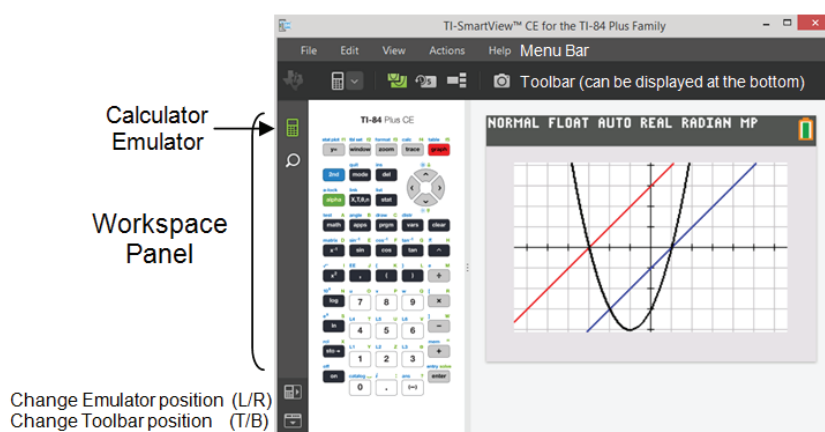 TI-SmartView™ CE for the TI-84 Plus Family
File Edit View Actions Help Menu Bar
Toolbar (can be displayed at the bottom)
Calculator
Emulator
Workspace
Panel
Change Emulator position (L/R)
Change Toolbar position (T/B)
TI-84 Plus CE
NORMAL FLOAT AUTO REAL RADIAN MP
y= window zoom trace graph
2nd mode del
alpha X,T,θ,n stat
math apps prgm vars clear
x⁻¹ sin cos tan ^
x² , ( ) ÷
log 7 8 9 ×
ln 4 5 6 −
sto→ 1 2 3 +
on 0 . (−) enter